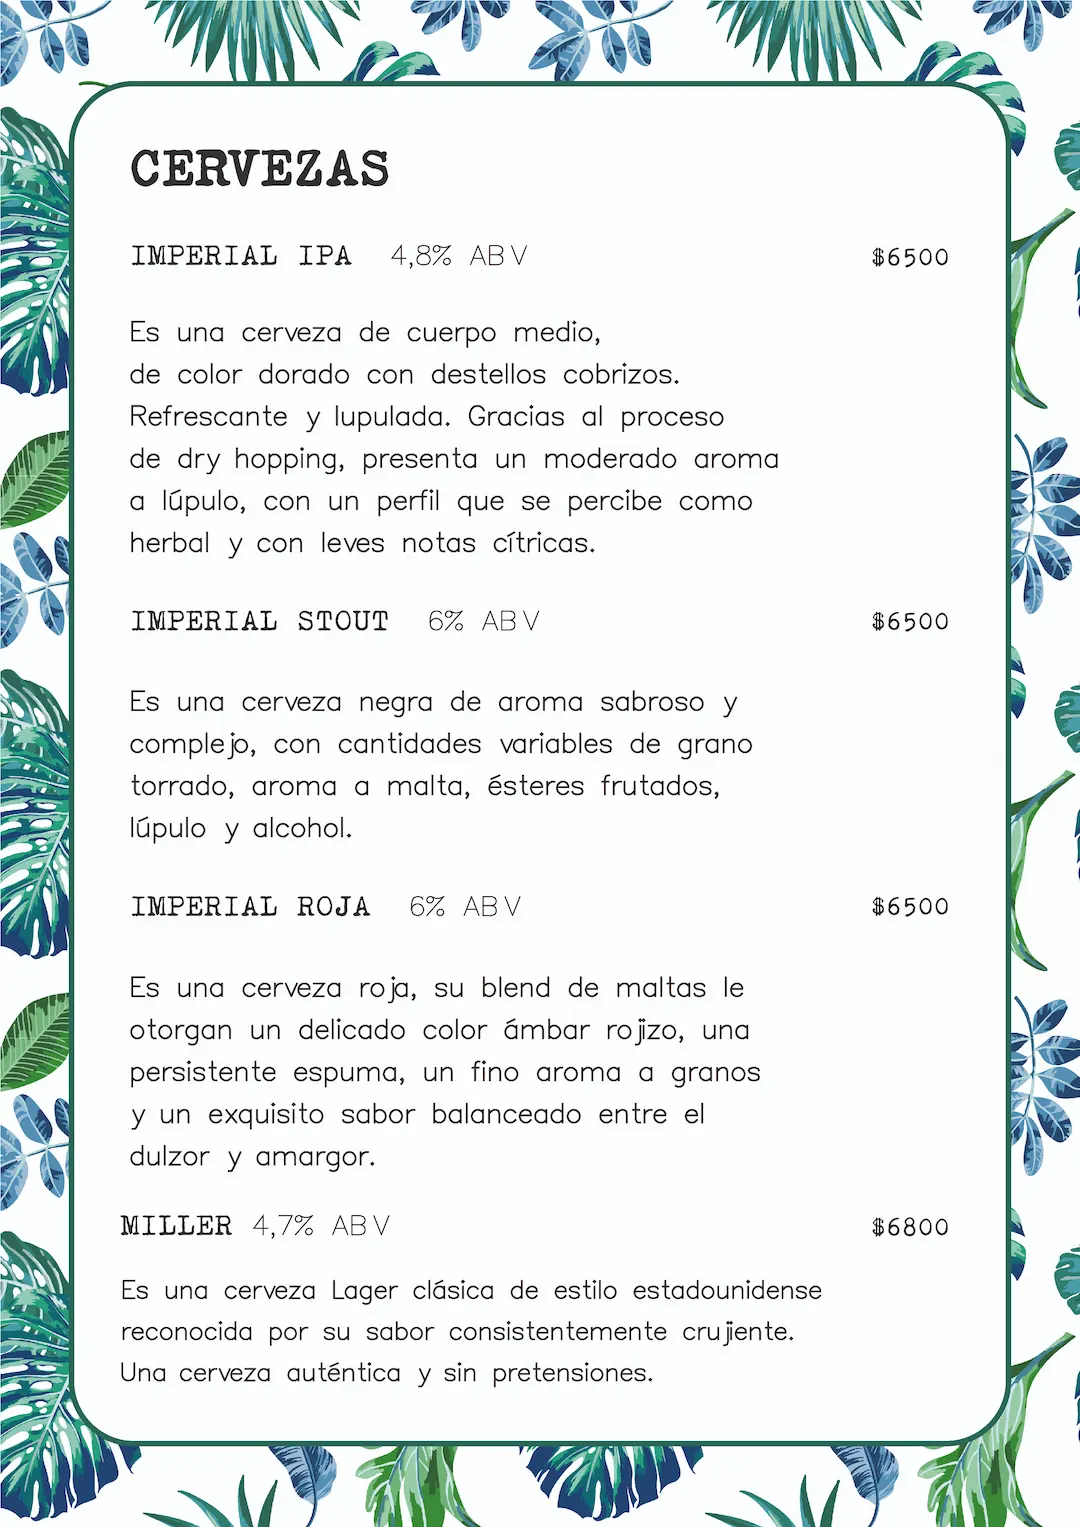 CERVEZAS
IMPERIAL IPA 4,8% ABV $6500
Es una cerveza de cuerpo medio,
de color dorado con destellos cobrizos.
Refrescante y lupulada. Gracias al proceso
de dry hopping, presenta un moderado aroma
a lúpulo, con un perfil que se percibe como
herbal y con leves notas cítricas.
IMPERIAL STOUT 6% ABV $6500
Es una cerveza negra de aroma sabroso y
complejo, con cantidades variables de grano
torrado, aroma a malta, ésteres frutados,
lúpulo y alcohol.
IMPERIAL ROJA 6% ABV $6500
Es una cerveza roja, su blend de maltas le
otorgan un delicado color ámbar rojizo, una
persistente espuma, un fino aroma a granos
y un exquisito sabor balanceado entre el
dulzor y amargor.
MILLER 4,7% ABV $6800
Es una cerveza Lager clásica de estilo estadounidense
reconocida por su sabor consistentemente crujiente.
Una cerveza auténtica y sin pretensiones.